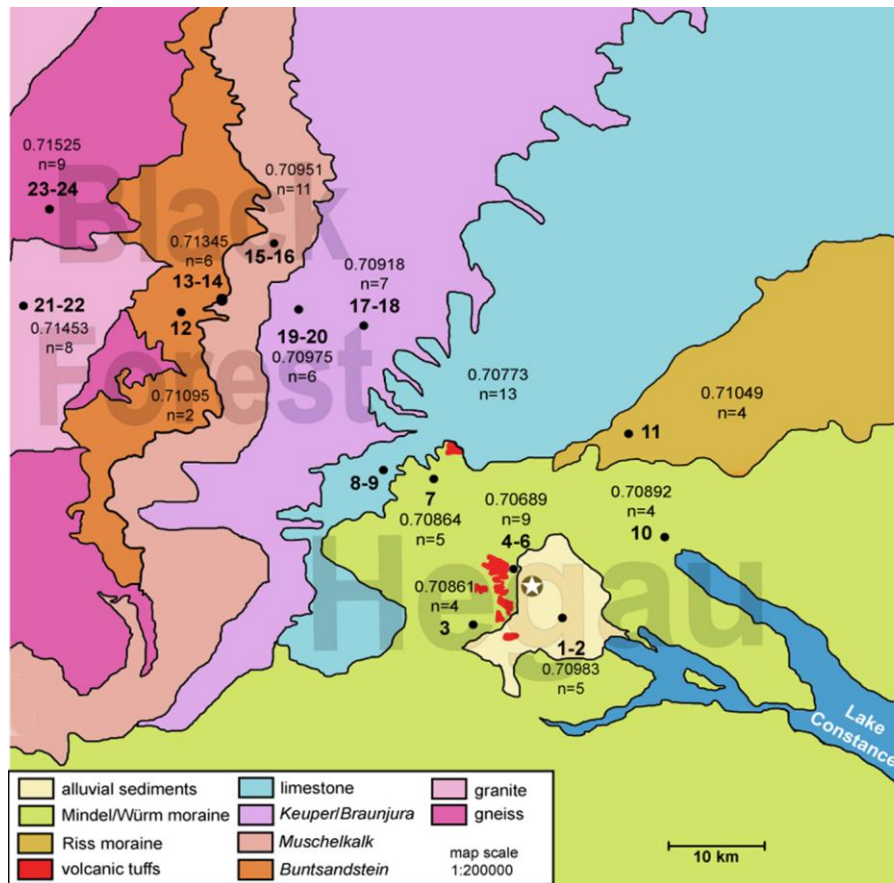 Black
Forest
Hegau
0.71525
n=9
23-24
0.70951
n=11
15-16
0.71345
n=6
13-14
12
0.70918
n=7
17-18
21-22
0.71453
n=8
19-20
0.70975
n=6
0.71095
n=2
0.70773
n=13
0.71049
n=4
11
8-9
7
0.70864
n=5
0.70689
n=9
4-6
0.70892
n=4
10
0.70861
n=4
3
1-2
0.70983
n=5
Lake
Constance
alluvial sediments
Mindel/Würm moraine
Riss moraine
volcanic tuffs
limestone
Keuper/Braunjura
Muschelkalk
Buntsandstein
granite
gneiss
map scale
1:200000
10 km